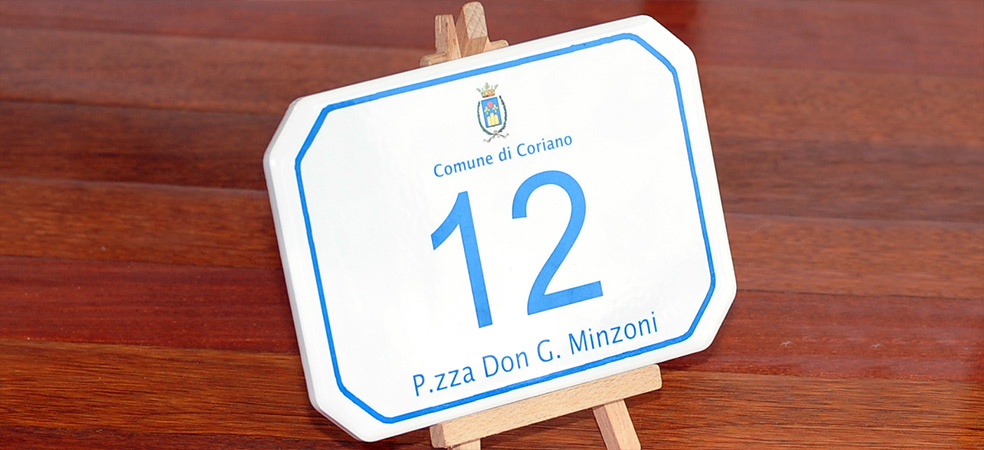 Comune di Coriano
12
P.zza Don G. Minzoni